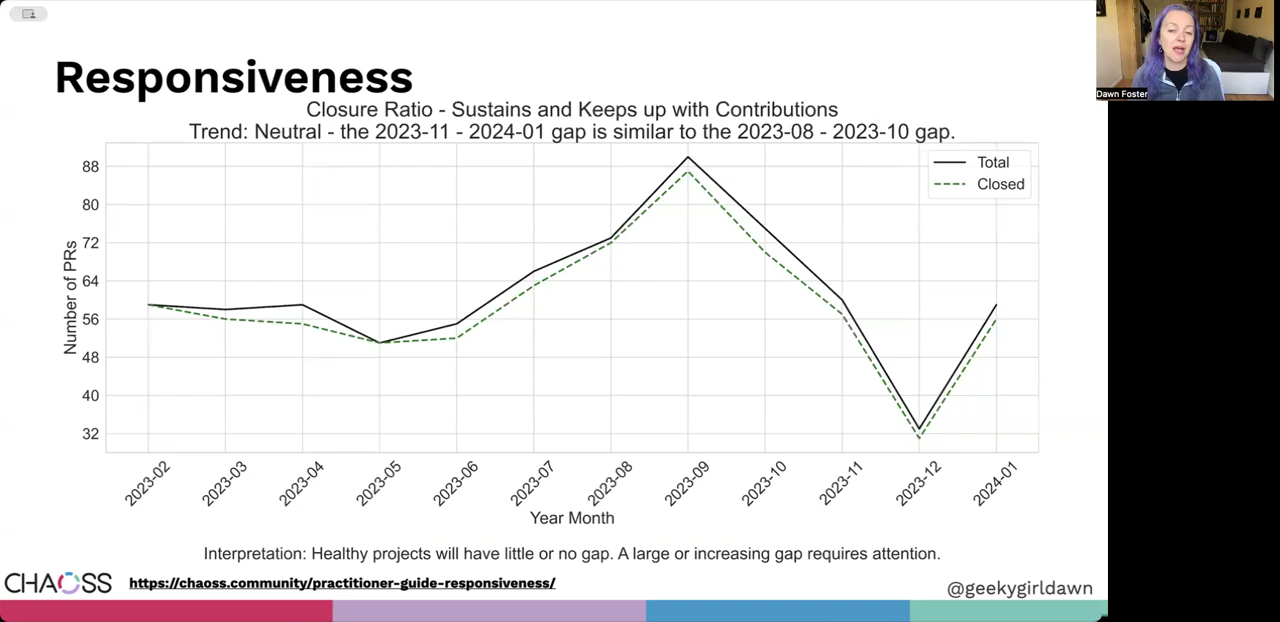 Responsiveness
Closure Ratio - Sustains and Keeps up with Contributions
Trend: Neutral - the 2023-11 - 2024-01 gap is similar to the 2023-08 - 2023-10 gap.
Total
Closed
88
80
72
64
56
48
40
32
Number of PRs
2023-02
2023-03
2023-04
2023-05
2023-06
2023-07
2023-08
2023-09
2023-10
2023-11
2023-12
2024-01
Year Month
Interpretation: Healthy projects will have little or no gap. A large or increasing gap requires attention.
CHAOSS
https://chaoss.community/practitioner-guide-responsiveness/
@geekygirldawn
Dawn Foster